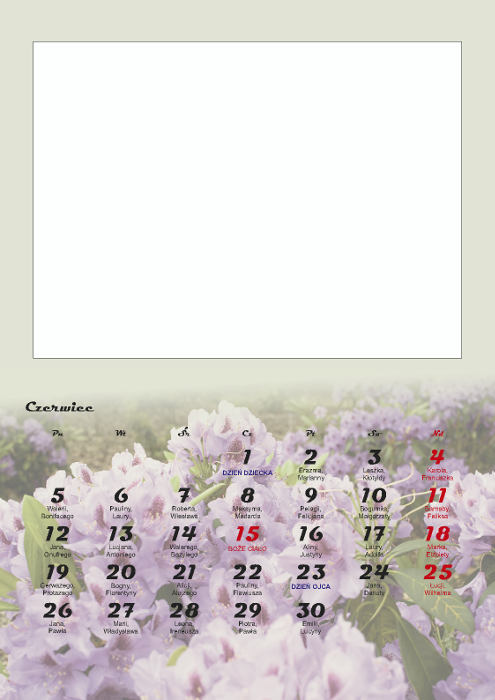 Czerwiec
Pn Wt Śr Cz Pt So Nd
1 2 3 4
DZIEŃ DZIECKA Erazma, Leszka, Karola,
Marianny Klotyldy Franciszka
5 6 7 8 9 10 11
Walerii, Pauliny, Roberta, Maksyma, Pelagii, Bogumiła, Barnaby
Bonifacego Laury Wiesława Medarda Felicjana Małgorzaty Feliksa
12 13 14 15 16 17 18
Jana, Lucjana, Walerego, BOŻE CIAŁO Aliny, Laury, Marka,
Onufrego Antoniego Bazylego Justyny Adolfa Elżbiety
19 20 21 22 23 24 25
Gerwazego, Bogny, Alicji, Pauliny, DZIEŃ OJCA Jana, Łucji,
Protazego Florentyny Alojzego Flawiusza Danuty Wilhelma
26 27 28 29 30
Jana, Marii, Leona, Piotra, Emilii,
Pawła Władysława Ireneusza Pawła Lucyny